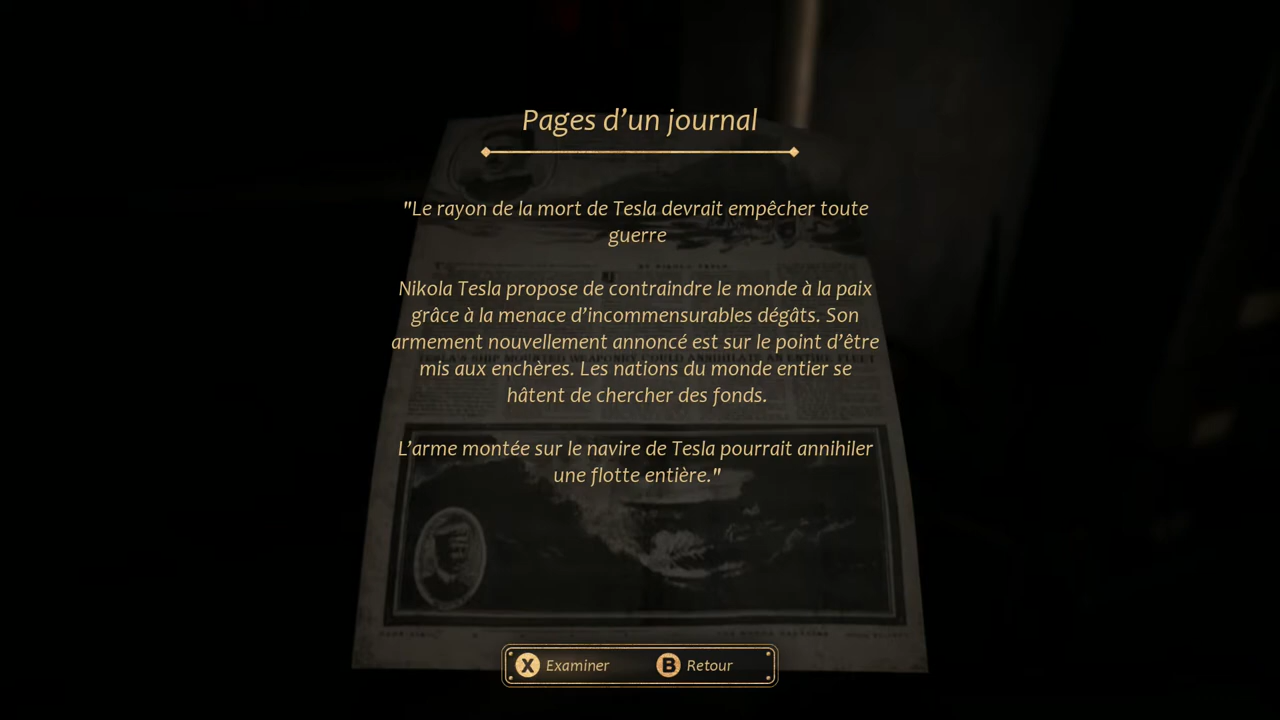 Pages d'un journal
"Le rayon de la mort de Tesla devrait empêcher toute
guerre
Nikola Tesla propose de contraindre le monde à la paix
grâce à la menace d'incommensurables dégâts. Son
armement nouvellement annoncé est sur le point d'être
mis aux enchères. Les nations du monde entier se
hâtent de chercher des fonds.
L'arme montée sur le navire de Tesla pourrait annihiler
une flotte entière."
X Examiner B Retour